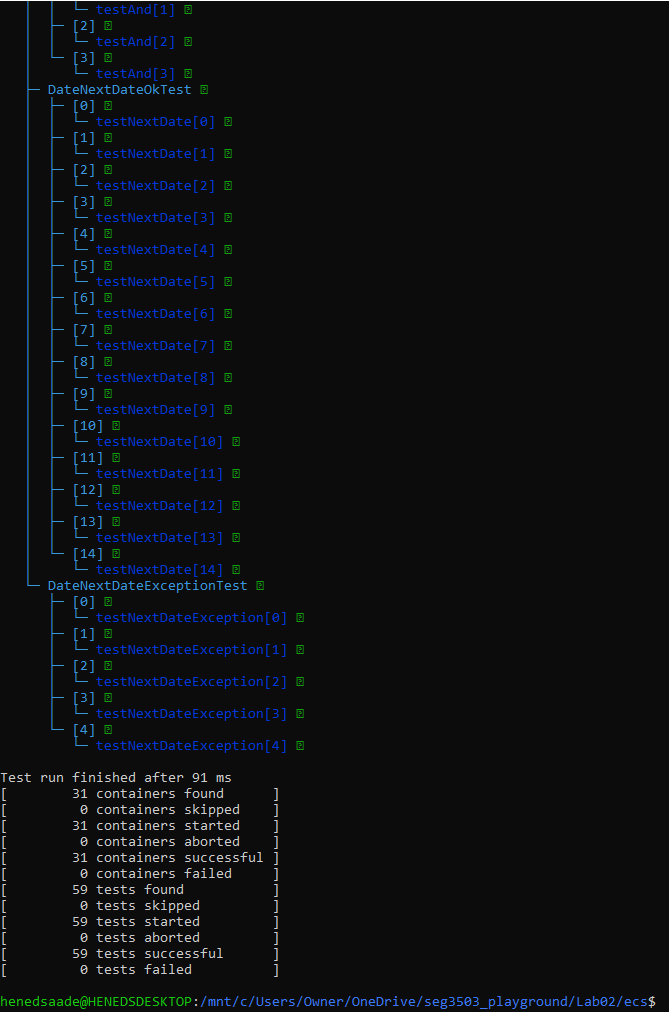 │  │  └─ testAnd[1] ⍰
│  ├─ [2] ⍰
│  │  └─ testAnd[2] ⍰
│  └─ [3] ⍰
│     └─ testAnd[3] ⍰
├─ DateNextDateOkTest ⍰
│  ├─ [0] ⍰
│  │  └─ testNextDate[0] ⍰
│  ├─ [1] ⍰
│  │  └─ testNextDate[1] ⍰
│  ├─ [2] ⍰
│  │  └─ testNextDate[2] ⍰
│  ├─ [3] ⍰
│  │  └─ testNextDate[3] ⍰
│  ├─ [4] ⍰
│  │  └─ testNextDate[4] ⍰
│  ├─ [5] ⍰
│  │  └─ testNextDate[5] ⍰
│  ├─ [6] ⍰
│  │  └─ testNextDate[6] ⍰
│  ├─ [7] ⍰
│  │  └─ testNextDate[7] ⍰
│  ├─ [8] ⍰
│  │  └─ testNextDate[8] ⍰
│  ├─ [9] ⍰
│  │  └─ testNextDate[9] ⍰
│  ├─ [10] ⍰
│  │  └─ testNextDate[10] ⍰
│  ├─ [11] ⍰
│  │  └─ testNextDate[11] ⍰
│  ├─ [12] ⍰
│  │  └─ testNextDate[12] ⍰
│  ├─ [13] ⍰
│  │  └─ testNextDate[13] ⍰
│  └─ [14] ⍰
│     └─ testNextDate[14] ⍰
└─ DateNextDateExceptionTest ⍰
   ├─ [0] ⍰
   │  └─ testNextDateException[0] ⍰
   ├─ [1] ⍰
   │  └─ testNextDateException[1] ⍰
   ├─ [2] ⍰
   │  └─ testNextDateException[2] ⍰
   ├─ [3] ⍰
   │  └─ testNextDateException[3] ⍰
   └─ [4] ⍰
      └─ testNextDateException[4] ⍰
Test run finished after 91 ms
[        31 containers found      ]
[         0 containers skipped    ]
[        31 containers started    ]
[         0 containers aborted    ]
[        31 containers successful ]
[         0 containers failed     ]
[        59 tests found           ]
[         0 tests skipped         ]
[        59 tests started         ]
[         0 tests aborted         ]
[        59 tests successful      ]
[         0 tests failed          ]
henedsaade@HENEDSDESKTOP:/mnt/c/Users/Owner/OneDrive/seg3503_playground/Lab02/ecs$